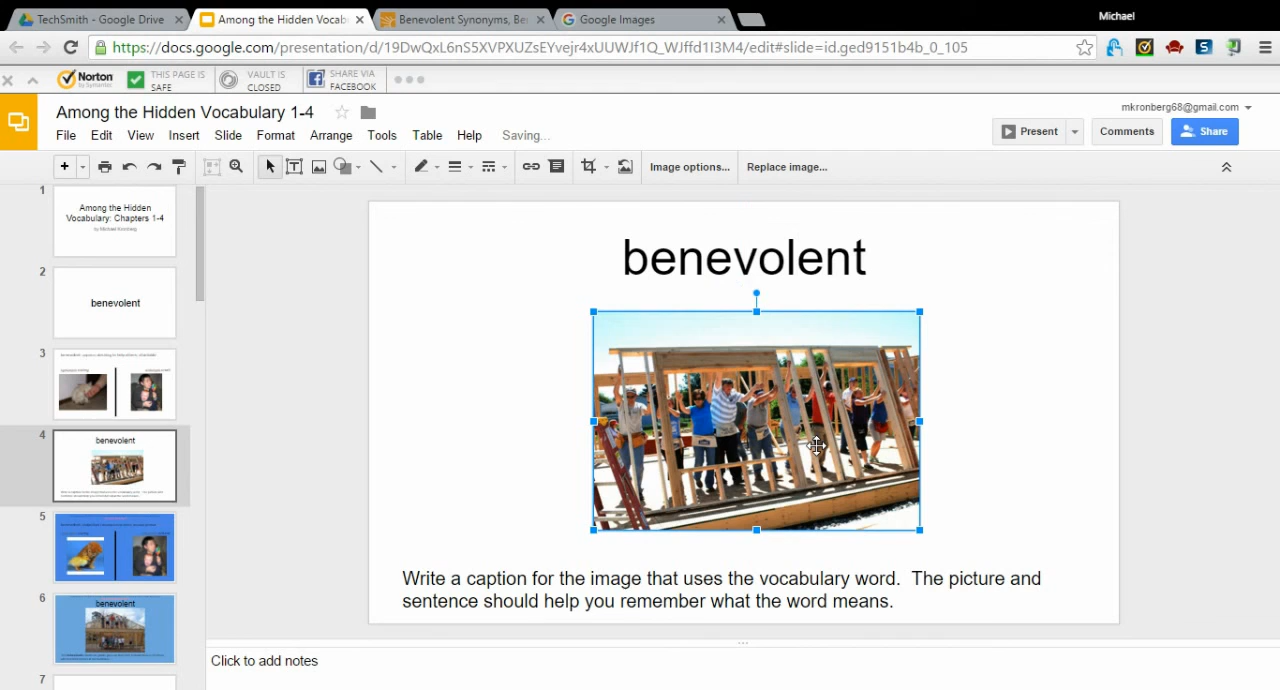 Michael
TechSmith - Google Drive
Among the Hidden Vocab
Benevolent Synonyms, Be
Google Images
https://docs.google.com/presentation/d/19DwQxL6nS5XVPXUZsEYvejr4xUUWJf1Q_WJffd1I3M4/edit#slide=id.ged9151b4b_0_105
Norton
by Symantec
THIS PAGE IS
SAFE
VAULT IS
CLOSED
SHARE VIA
FACEBOOK
Among the Hidden Vocabulary 1-4
mkronberg68@gmail.com
File Edit View Insert Slide Format Arrange Tools Table Help Saving...
Present
Comments
Share
Image options...
Replace image...
1
Among the Hidden
Vocabulary: Chapters 1-4
by Michael Kronberg
2
benevolent
3
4
benevolent
5
6
benevolent
7
benevolent
Write a caption for the image that uses the vocabulary word. The picture and
sentence should help you remember what the word means.
Click to add notes